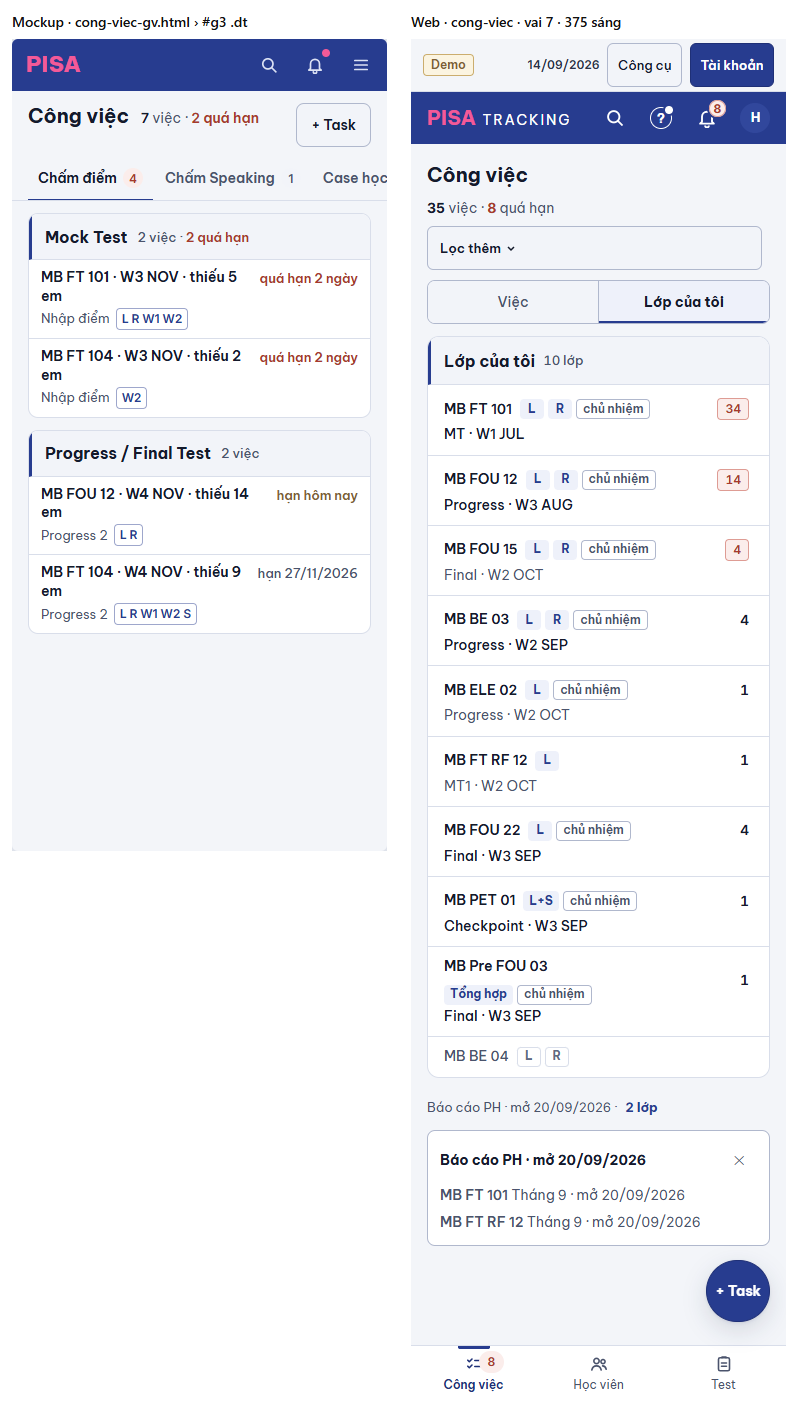 Mockup · cong-viec-gv.html › #g3 .dt
PISA
Công việc 7 việc · 2 quá hạn
+ Task
Chấm điểm 4 Chấm Speaking 1 Case học
Mock Test 2 việc · 2 quá hạn
MB FT 101 · W3 NOV · thiếu 5 em
quá hạn 2 ngày
Nhập điểm L R W1 W2
MB FT 104 · W3 NOV · thiếu 2 em
quá hạn 2 ngày
Nhập điểm W2
Progress / Final Test 2 việc
MB FOU 12 · W4 NOV · thiếu 14 em
hạn hôm nay
Progress 2 L R
MB FT 104 · W4 NOV · thiếu 9 em
hạn 27/11/2026
Progress 2 L R W1 W2 S
Web · cong-viec · vai 7 · 375 sáng
Demo 14/09/2026 Công cụ Tài khoản
PISA TRACKING ? 8 H
Công việc
35 việc · 8 quá hạn
Lọc thêm
Việc Lớp của tôi
Lớp của tôi 10 lớp
MB FT 101 L R chủ nhiệm 34
MT · W1 JUL
MB FOU 12 L R chủ nhiệm 14
Progress · W3 AUG
MB FOU 15 L R chủ nhiệm 4
Final · W2 OCT
MB BE 03 L R chủ nhiệm 4
Progress · W2 SEP
MB ELE 02 L chủ nhiệm 1
Progress · W2 OCT
MB FT RF 12 L 1
MT1 · W2 OCT
MB FOU 22 L chủ nhiệm 4
Final · W3 SEP
MB PET 01 L+S chủ nhiệm 1
Checkpoint · W3 SEP
MB Pre FOU 03 1
Tổng hợp chủ nhiệm
Final · W3 SEP
MB BE 04 L R
Báo cáo PH · mở 20/09/2026 · 2 lớp
Báo cáo PH · mở 20/09/2026
MB FT 101 Tháng 9 · mở 20/09/2026
MB FT RF 12 Tháng 9 · mở 20/09/2026
+ Task
8
Công việc Học viên Test